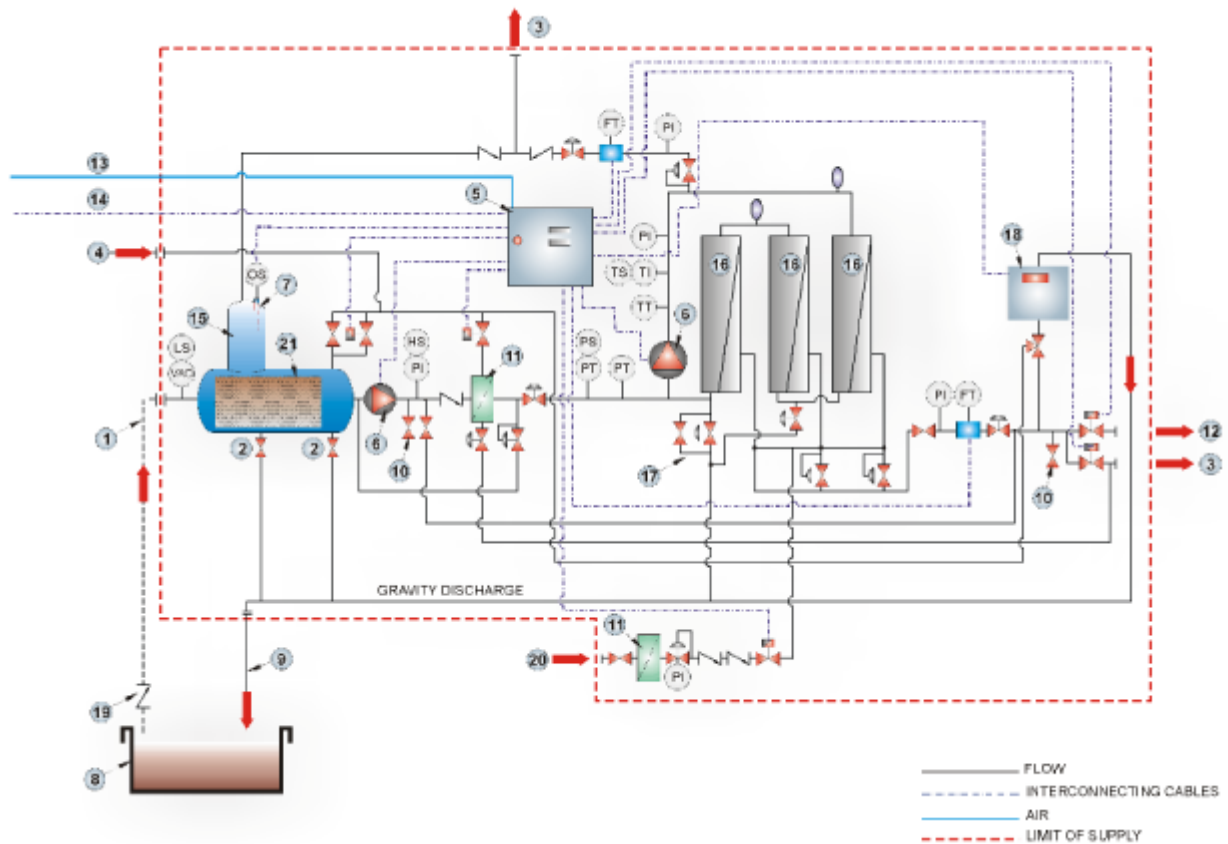 3
FT
PI
13
14
5
4
PI
TS
TI
TT
16
16
16
18
OS
7
15
21
LS
VAC
HS
PI
11
PS
PT
PT
6
PI
FT
1
2
2
6
10
17
10
12
3
GRAVITY DISCHARGE
11
20
PI
9
19
8
FLOW
INTERCONNECTING CABLES
AIR
LIMIT OF SUPPLY